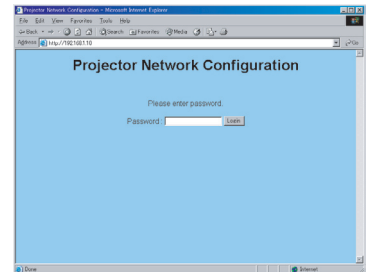 Projector Network Configuration - Microsoft Internet Explorer
File Edit View Favorites Tools Help
Back Search Favorites Media
Address http://192.168.1.10 Go
Projector Network Configuration
Please enter password.
Password: Login
Done Internet